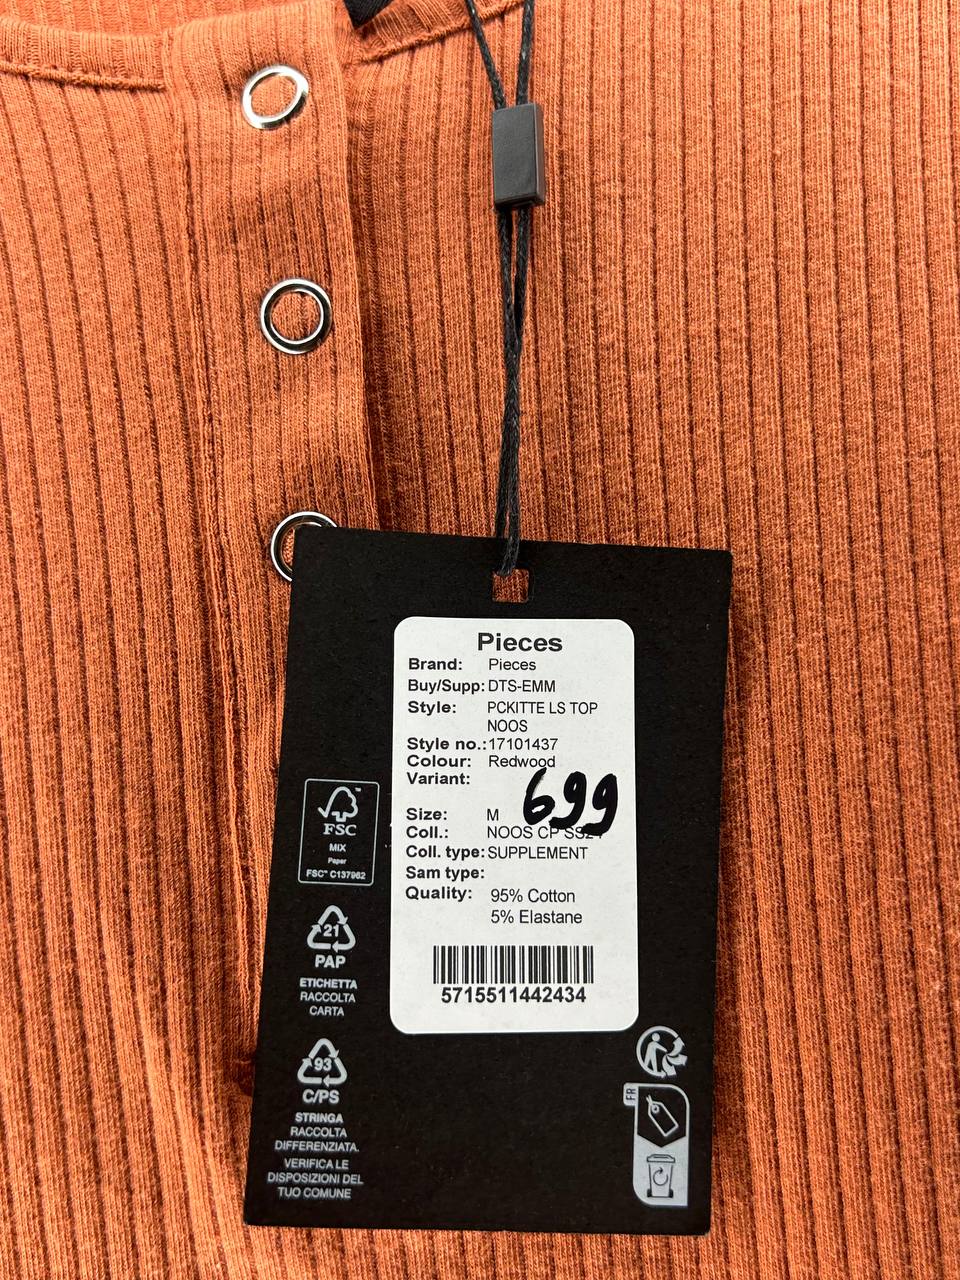 Pieces
Brand: Pieces
Buy/Supp: DTS-EMM
Style: PCKITTE LS TOP
NOOS
Style no.: 17101437
Colour: Redwood
Variant:
699
Size: M
Coll.: NOOS CP
Coll. type: SUPPLEMENT
Sam type:
Quality: 95% Cotton
5% Elastane
5715511442434
FSC
MIX
Paper
FSC™ C137962
21
PAP
ETICHETTA
RACCOLTA
CARTA
93
C/PS
STRINGA
RACCOLTA
DIFFERENZIATA.
VERIFICA LE
DISPOSIZIONI DEL
TUO COMUNE
FR